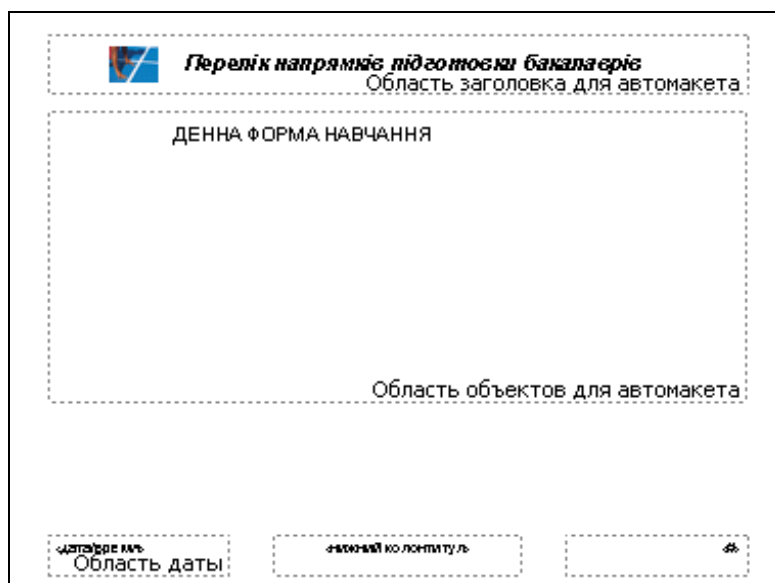 Перелік напрямків підготовки бакалаврів
Область заголовка для автомакета
ДЕННА ФОРМА НАВЧАННЯ
Область объектов для автомакета
<дата/время>
Область даты
<нижний колонтитул>
<#>